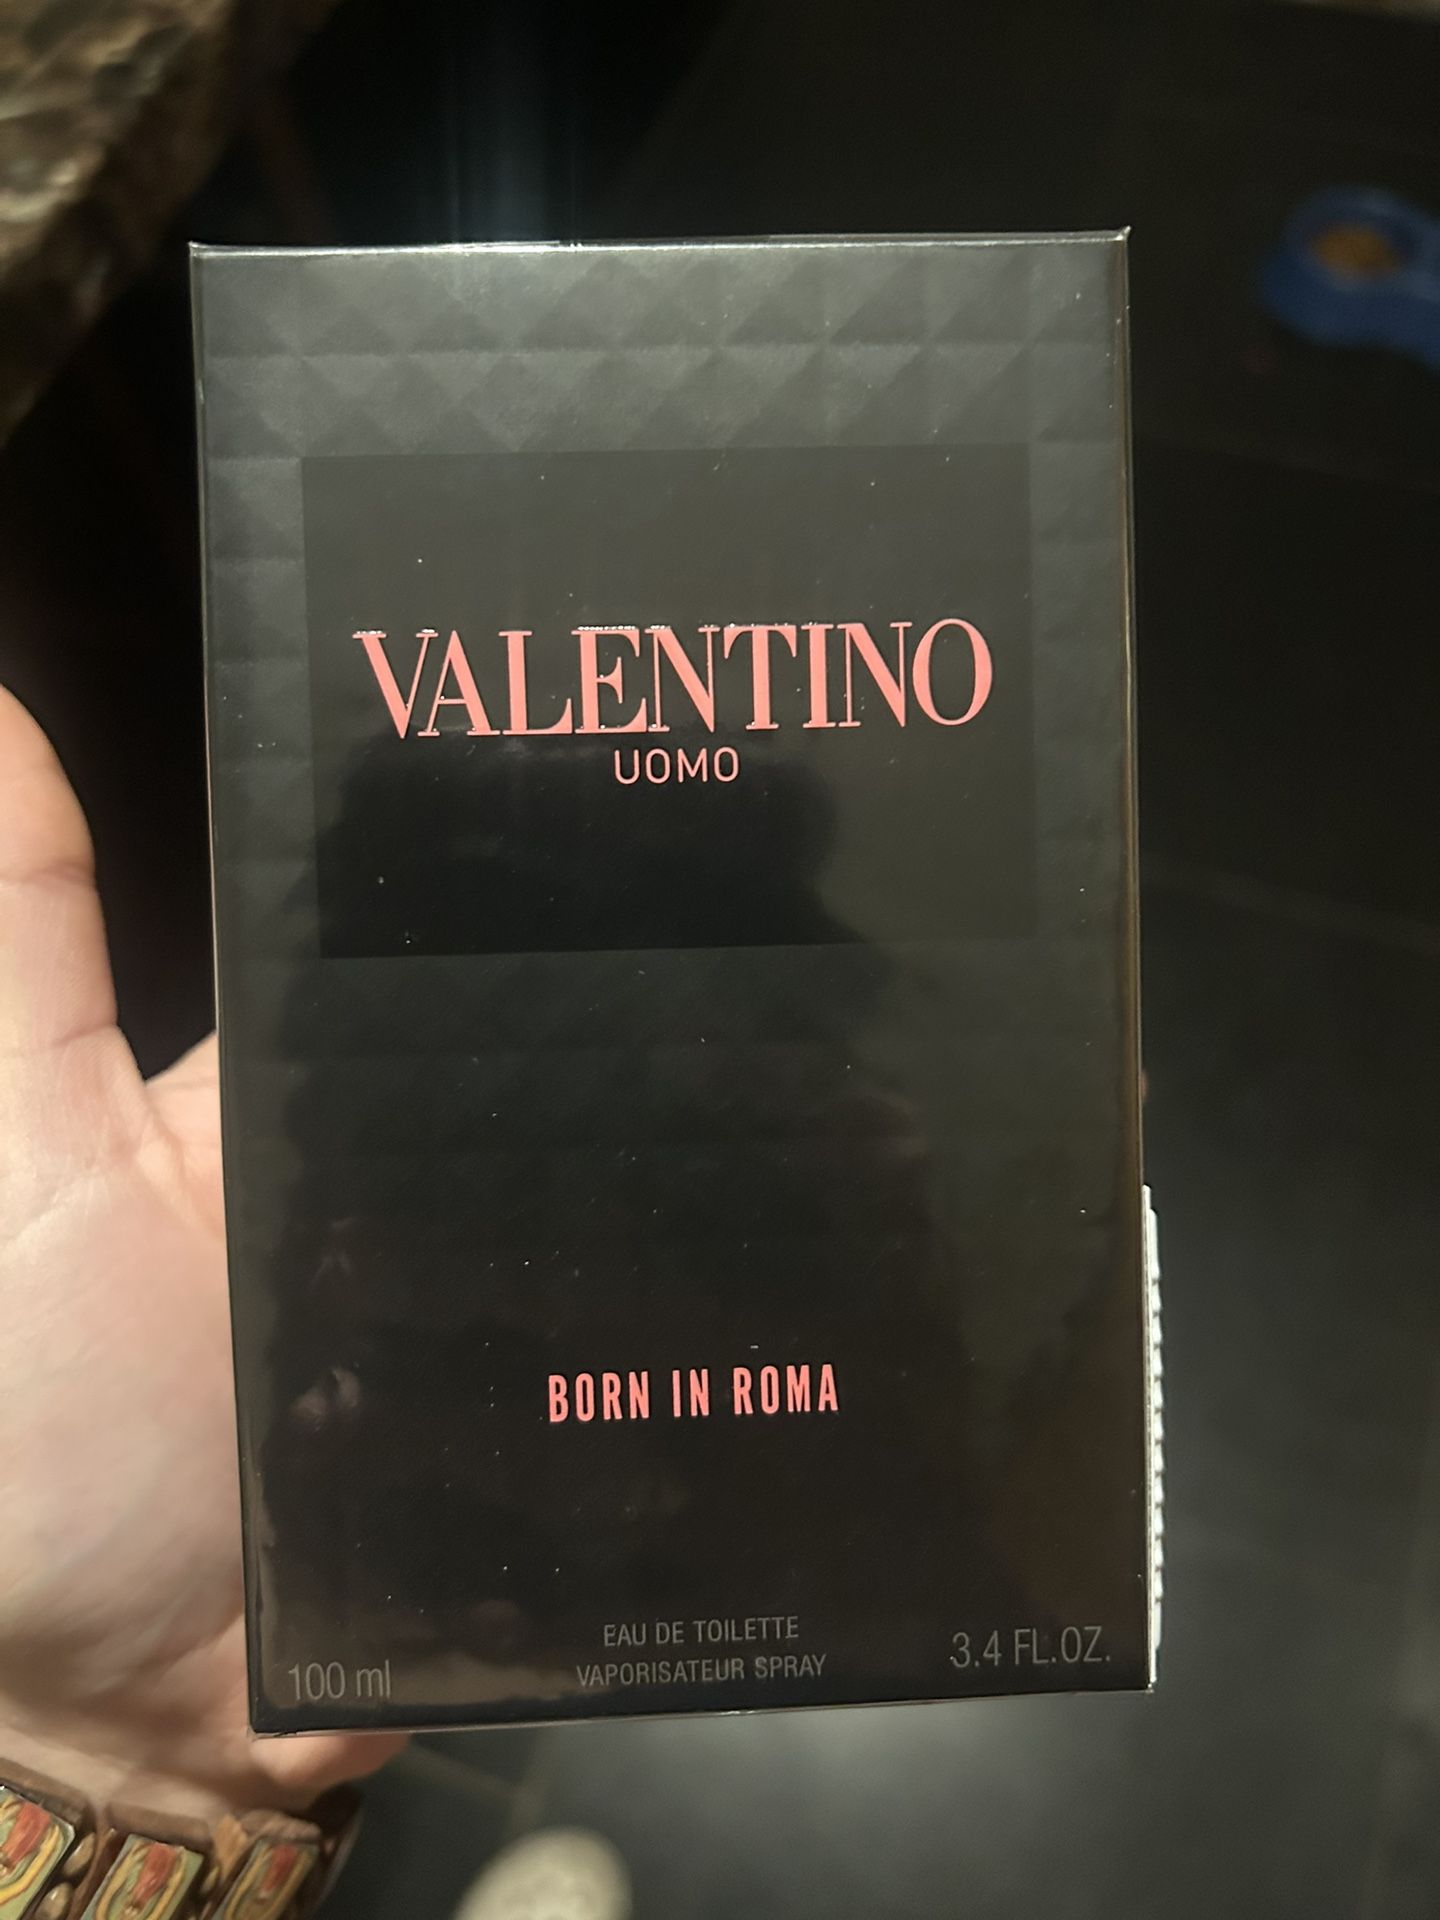 VALENTINO
UOMO
BORN IN ROMA
EAU DE TOILETTE
100 ml VAPORISATEUR SPRAY 3.4 FL.OZ.